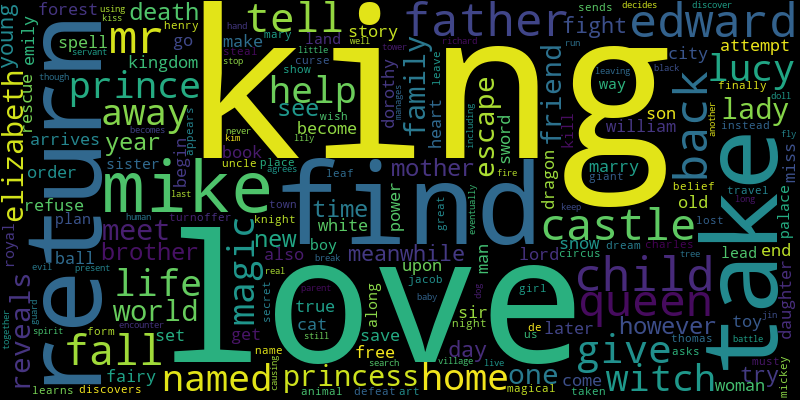 king
love
find
return
take
mike
father
edward
mr
tell
death
forest
using
kiss
henry
hand
mary
young
emily
spell
go
make
land
story
well
tower
richard
sends
decides
discover
fight
attempt
kingdom
steal
little
curse
stop
show
dorothy
manages
leave
run
leaving
black
city
finally
though
servant
rescue
prince
help
family
heart
friend
way
lucy
doll
elizabeth
away
appears
never
kim
see
wish
become
lily
escape
sword
including
kill
son
william
back
lady
another
instead
fly
arrives
year
begin
book
uncle
place
agrees
fire
dragon
marry
giant
belief
old
travel
long
miss
palace
order
sister
last
leaf
mother
refuse
plan
human
turnoffer
knight
town
time
power
great
eventually
keep
castle
lost
royal
ball
meet
brother
magic
new
also
boy
white
break
meanwhile
lord
man
snow
dream
circus
charles
tree
lead
end
jin
daughter
evil
present
life
real
secret
parent
true
cat
still
along
upon
jacob
baby
sir
night
dog
girl
child
queen
reveals
together
guard
spirit
world
form
encounter
set
get
save
day
village
live
de
us
one
later
however
thomas
give
toy
battle
must
asks
try
mickey
fall
fairy
learns
discovers
named
name
causing
free
search
princess
animal
defeat
art
home
magical
come
taken
witch
woman
becomes